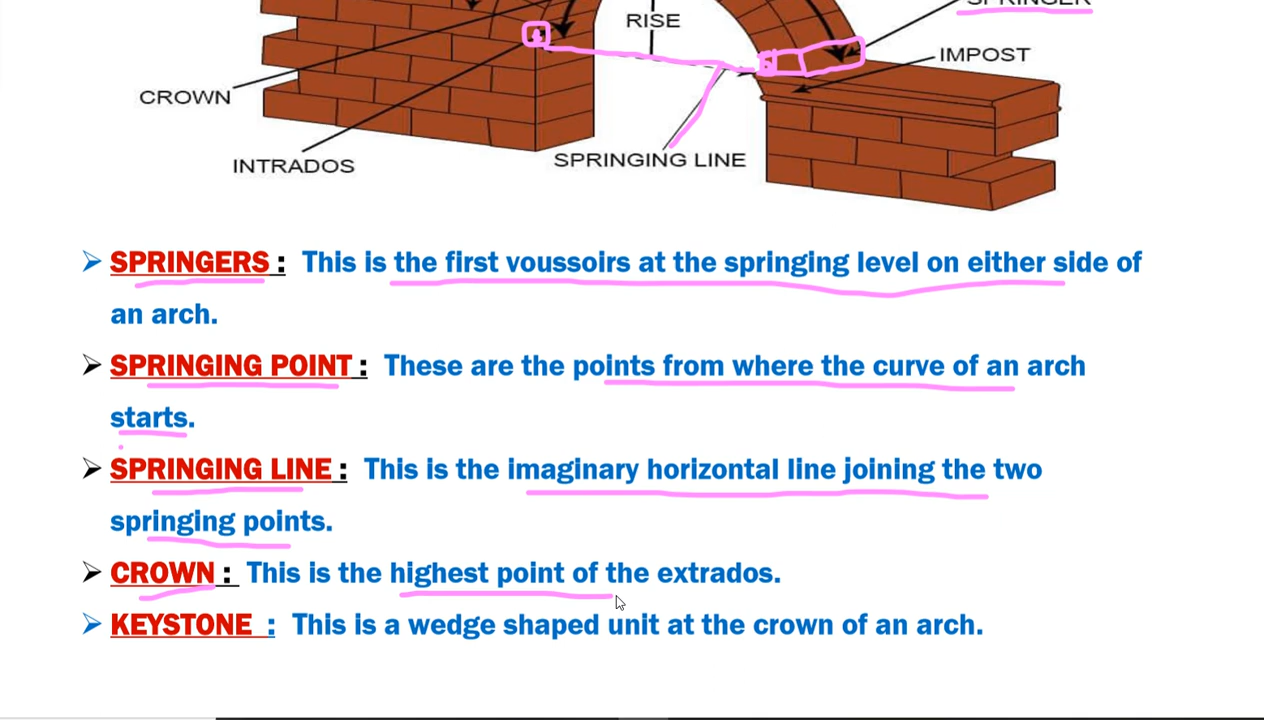 SPRINGER
RISE
IMPOST
CROWN
INTRADOS
SPRINGING LINE
➢ SPRINGERS : This is the first voussoirs at the springing level on either side of
an arch.
➢ SPRINGING POINT : These are the points from where the curve of an arch
starts.
➢ SPRINGING LINE : This is the imaginary horizontal line joining the two
springing points.
➢ CROWN : This is the highest point of the extrados.
➢ KEYSTONE : This is a wedge shaped unit at the crown of an arch.